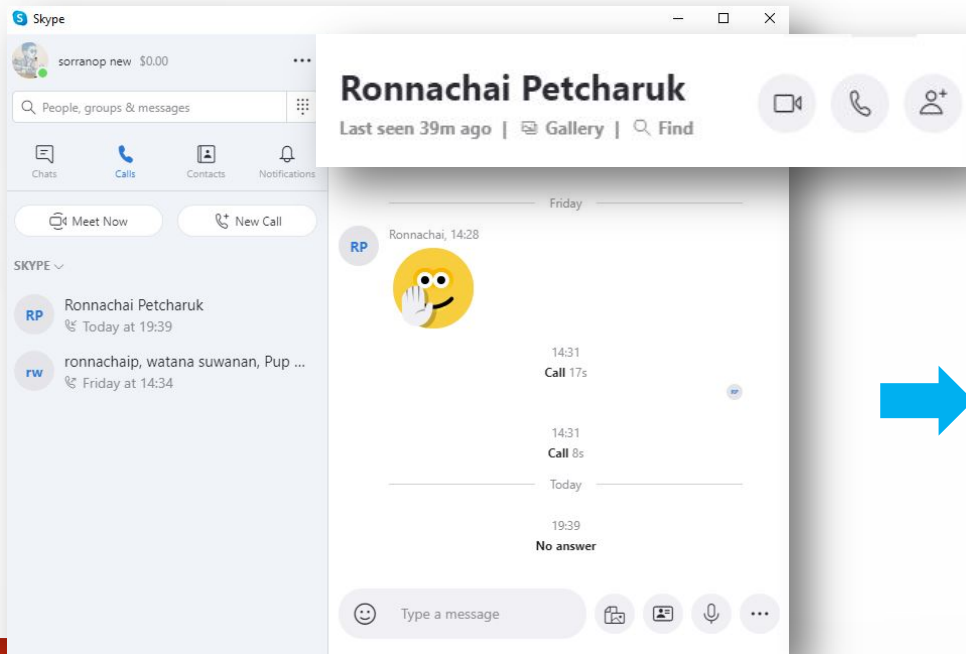 Skype
sorranop new $0.00
People, groups & messages
Chats
Calls
Contacts
Notifications
Meet Now
New Call
SKYPE
RP
Ronnachai Petcharuk
Today at 19:39
rw
ronnachaip, watana suwanan, Pup ...
Friday at 14:34
Ronnachai Petcharuk
Last seen 39m ago | Gallery | Find
Friday
RP
Ronnachai, 14:28
14:31
Call 17s
RP
14:31
Call 8s
Today
19:39
No answer
Type a message